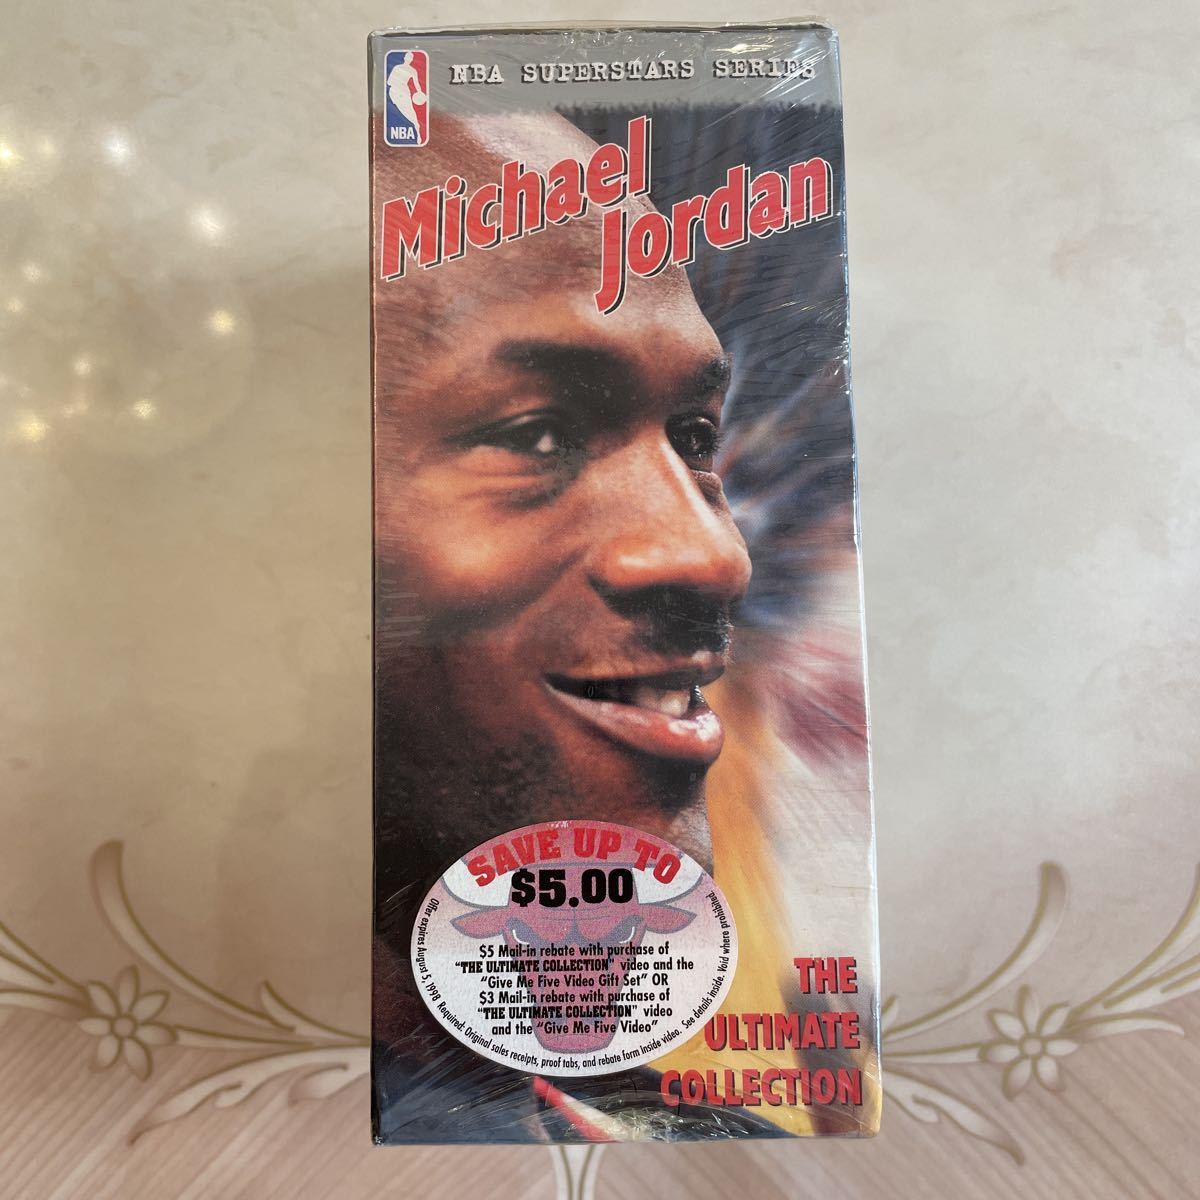 NBA SUPERSTARS SERIES
NBA
Michael
Jordan
SAVE UP TO
$5.00
$5 Mail-in rebate with purchase of
"THE ULTIMATE COLLECTION" video and the
"Give Me Five Video Gift Set" OR
$3 Mail-in rebate with purchase of
"THE ULTIMATE COLLECTION" video
and the "Give Me Five Video"
Offer expires August 5, 1998 Required: Original sales receipts, proof tabs, and rebate form inside video. See details inside. Void where prohibited.
THE
ULTIMATE
COLLECTION